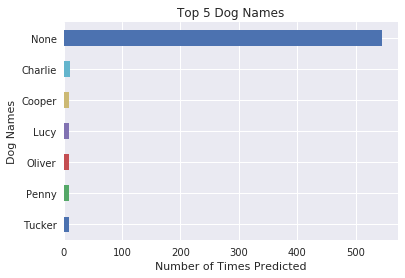 Top 5 Dog Names
None
Charlie
Cooper
Lucy
Oliver
Penny
Tucker
Dog Names
0 100 200 300 400 500
Number of Times Predicted